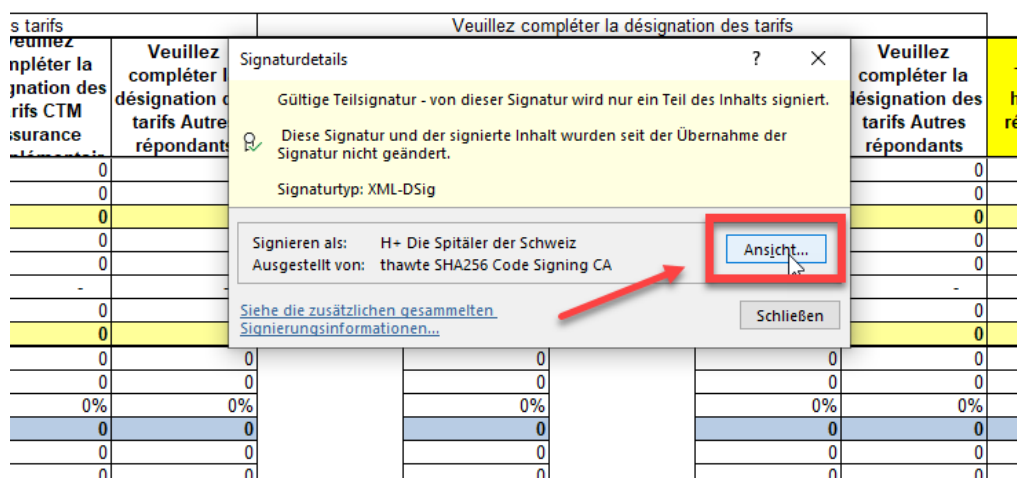 s tarifs
Veuillez compléter la désignation des tarifs
mpléter la
gnation des
rifs CTM
ssurance
Veuillez
compléter l
désignation d
tarifs Autre
répondants
Signaturdetails
?
Gültige Teilsignatur - von dieser Signatur wird nur ein Teil des Inhalts signiert.
Diese Signatur und der signierte Inhalt wurden seit der Übernahme der
Signatur nicht geändert.
Signaturtyp: XML-DSig
Signieren als: H+ Die Spitäler der Schweiz
Ausgestellt von: thawte SHA256 Code Signing CA
Ansicht...
Siehe die zusätzlichen gesammelten
Signierungsinformationen...
Schließen
Veuillez
compléter la
désignation des
tarifs Autres
répondants
h
ré
0 0
0 0
0 0
0 0
0 0
- - -
0 0
0 0
0 0 0 0 0
0 0 0 0 0
0% 0% 0% 0% 0%
0 0 0 0 0
0 0 0 0 0
0 0 0 0 0